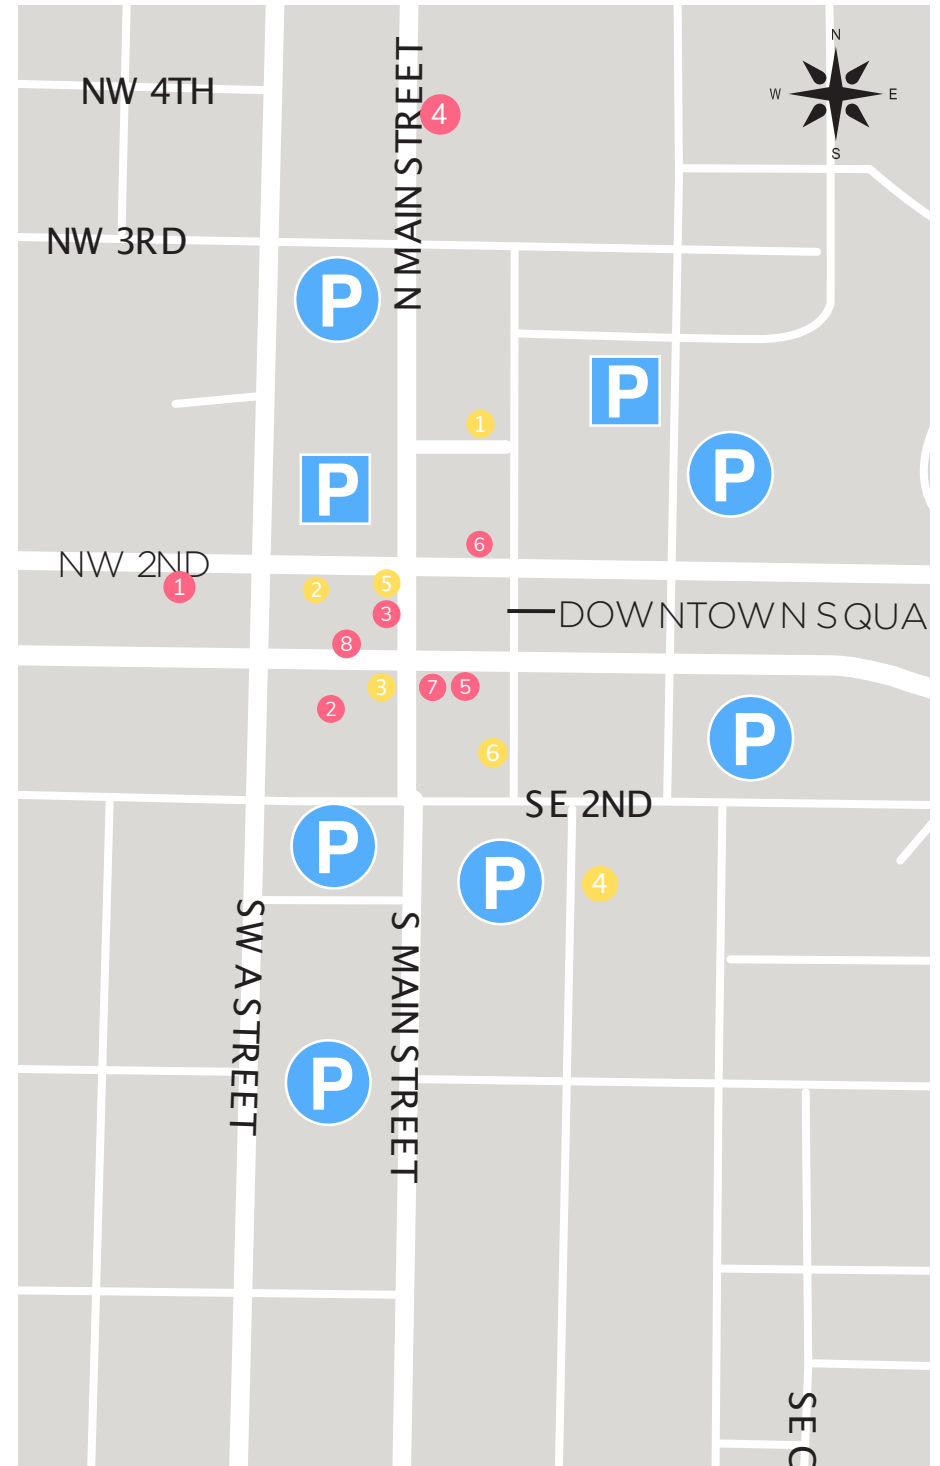 N
W E
S
NW 4TH
N MAIN STREET
4
NW 3RD
P
P
1
P
P
6
NW 2ND
1
2
5
3
DOWNTOWN SQUA
8
3
7
5
2
6
P
SE 2ND
P
P
4
SW A STREET
S MAIN STREET
P
SE C